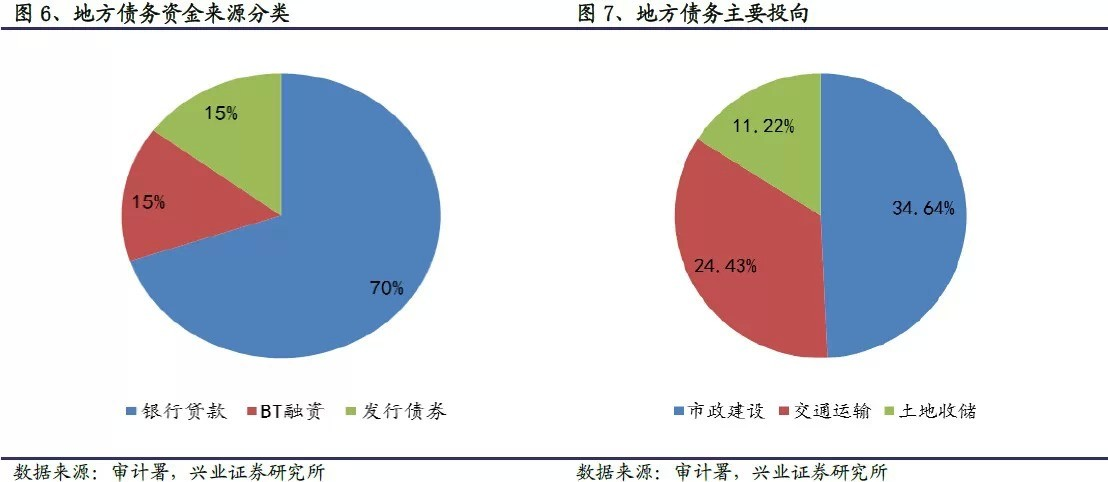 图 6、地方债务资金来源分类
15%
15%
70%
银行贷款 BT融资 发行债券
数据来源：审计署，兴业证券研究所
图 7、地方债务主要投向
11.22%
34.64%
24.43%
市政建设 交通运输 土地收储
数据来源：审计署，兴业证券研究所